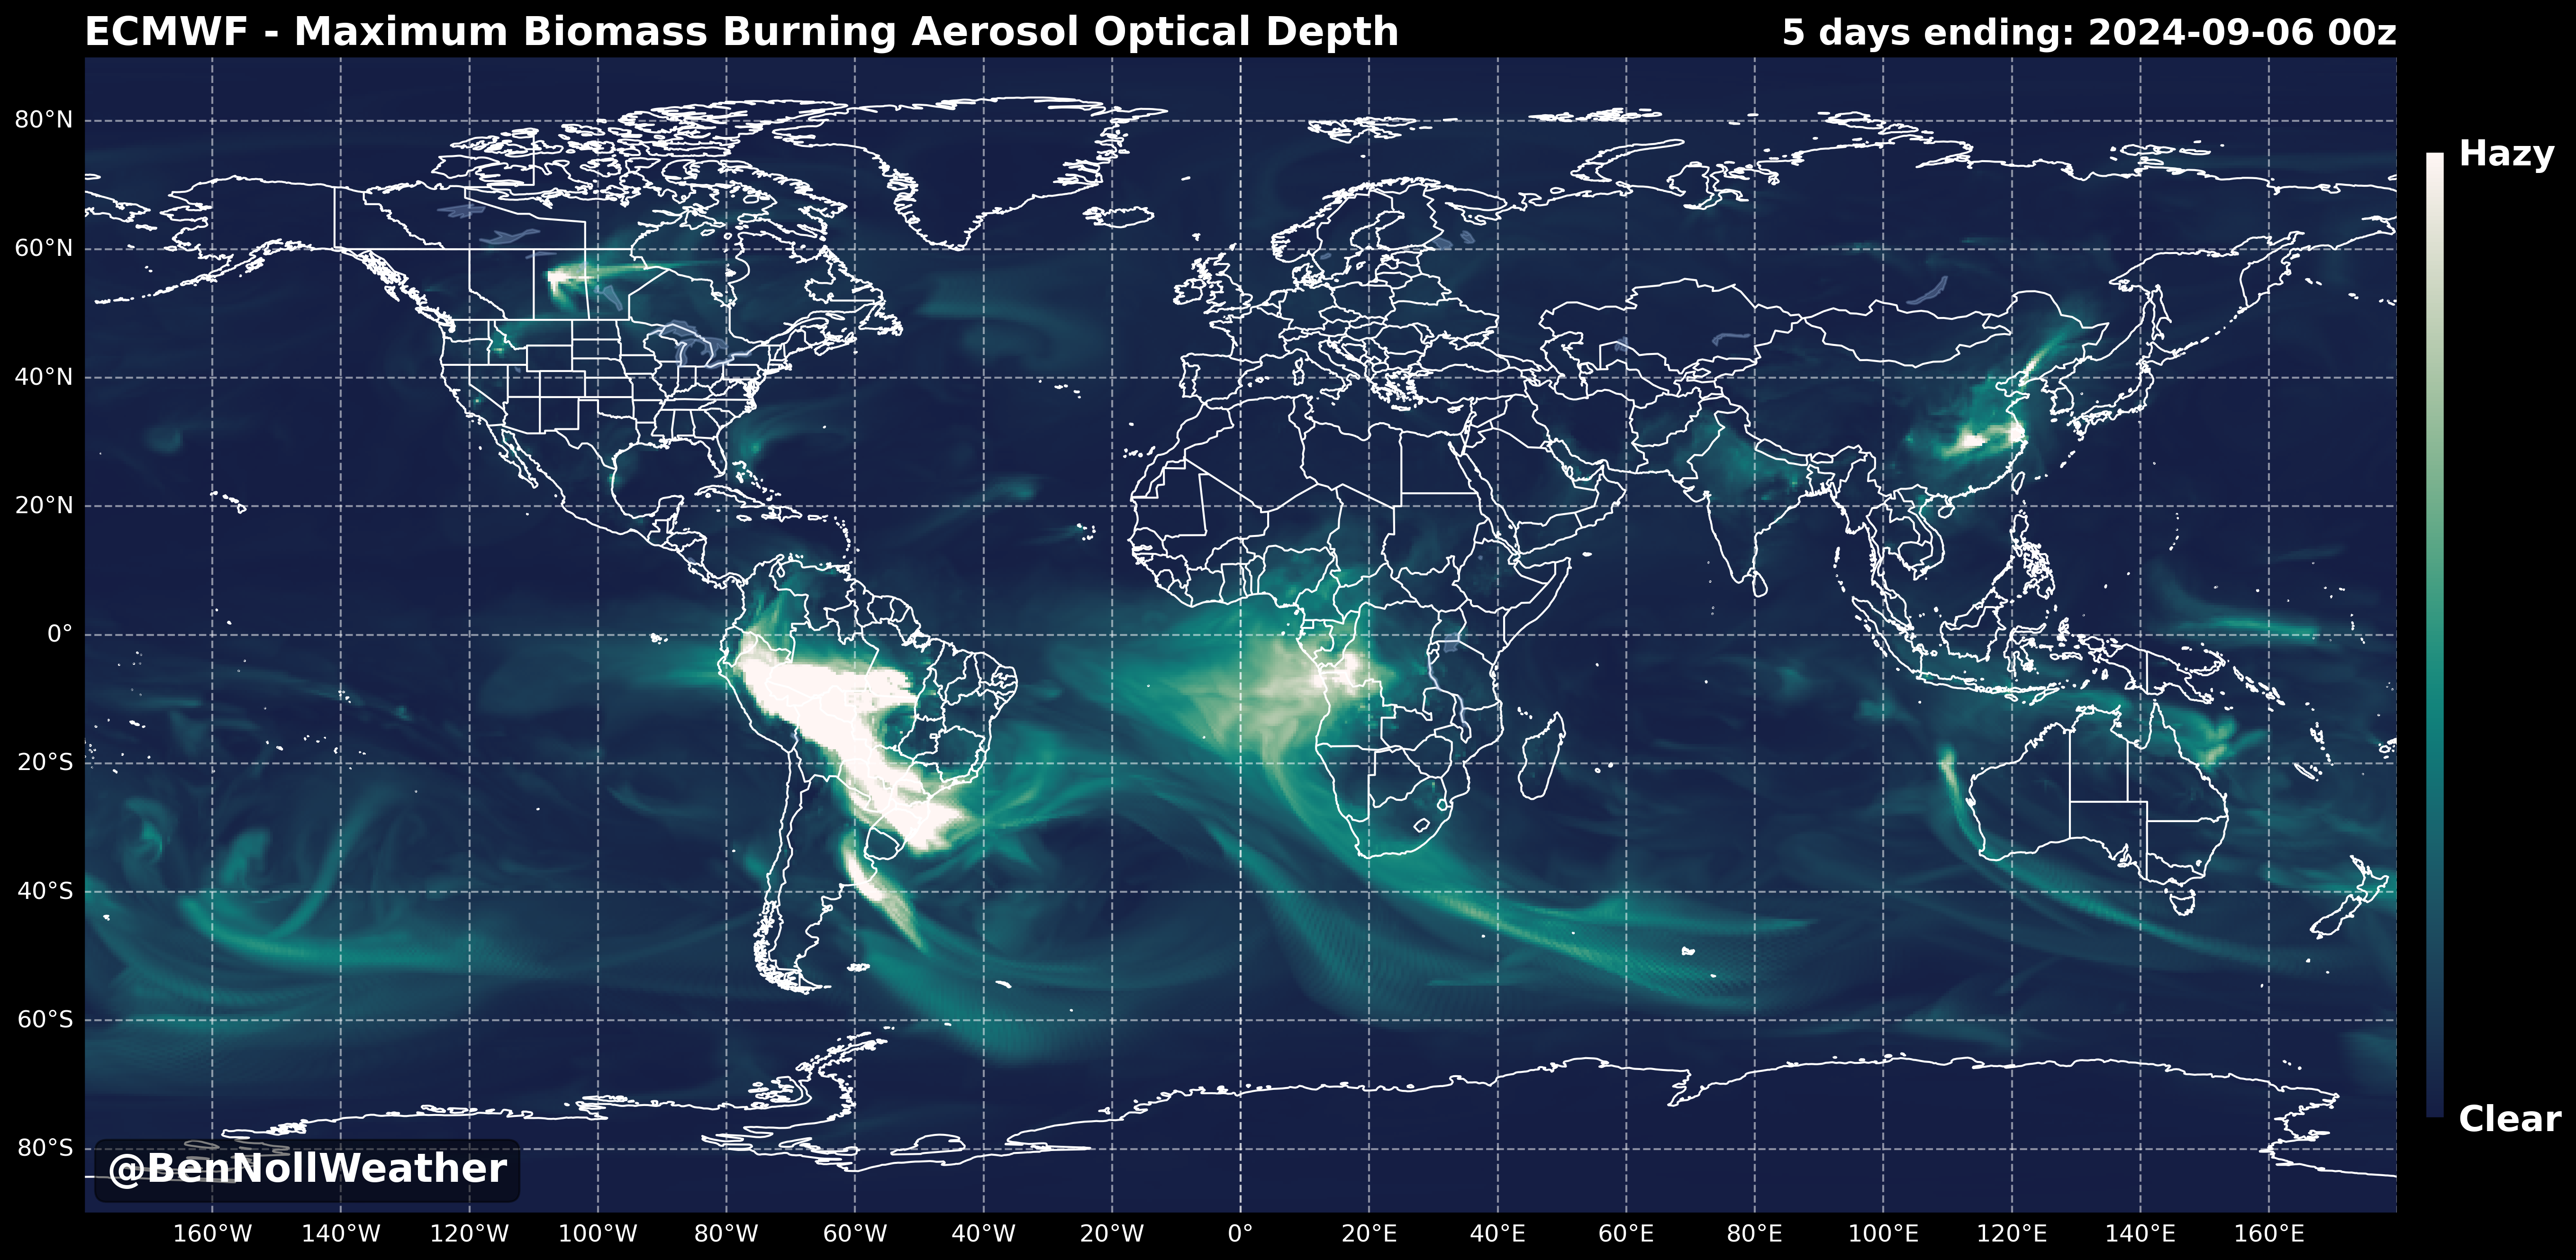 ECMWF - Maximum Biomass Burning Aerosol Optical Depth
5 days ending: 2024-09-06 00z
Hazy
80°N
60°N
40°N
20°N
0°
20°S
40°S
60°S
80°S
Clear
@BenNollWeather
160°W 140°W 120°W 100°W 80°W 60°W 40°W 20°W 0° 20°E 40°E 60°E 80°E 100°E 120°E 140°E 160°E